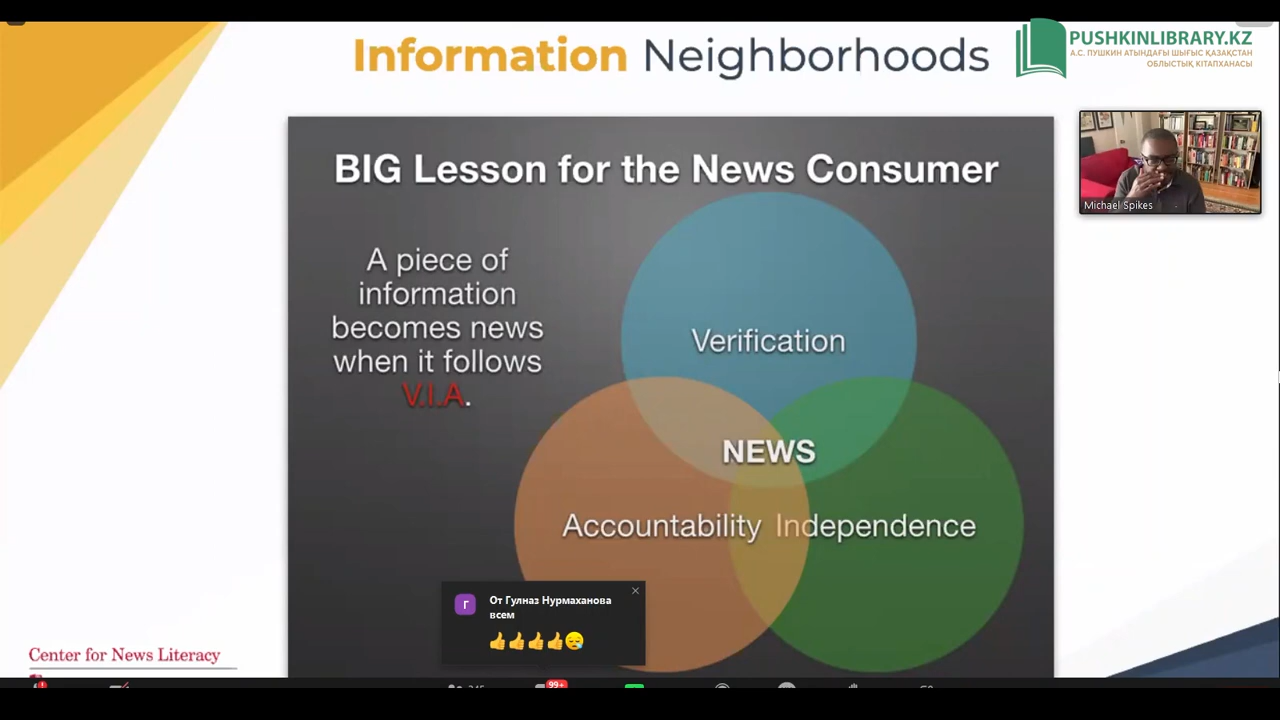 Information Neighborhoods
PUSHKINLIBRARY.KZ
А.С. ПУШКИН АТЫНДАҒЫ ШЫҒЫС ҚАЗАҚСТАН
ОБЛЫСТЫҚ КІТАПХАНАСЫ
BIG Lesson for the News Consumer
A piece of
information
becomes news
when it follows
V.I.A.
Verification
NEWS
Accountability
Independence
Michael Spikes
Г
От Гулназ Нурмаханова
всем
👍👍👍👍😪
Center for News Literacy
99+